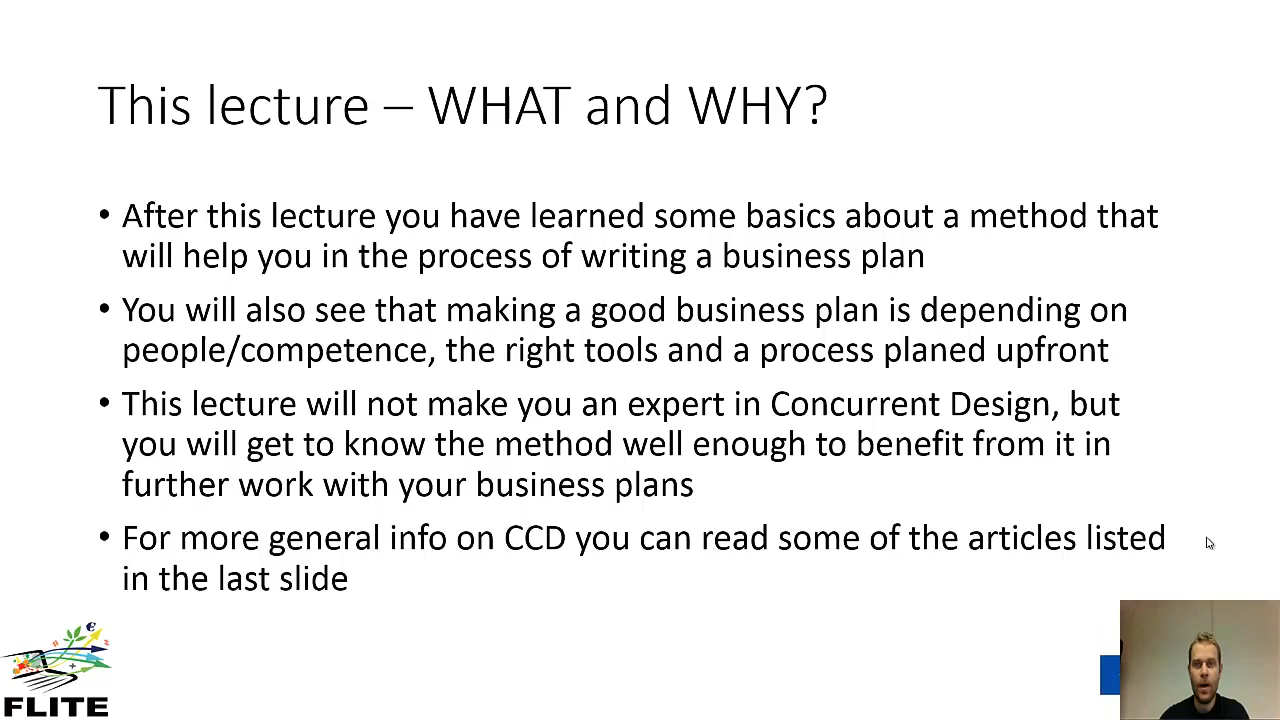 This lecture – WHAT and WHY?
• After this lecture you have learned some basics about a method that
will help you in the process of writing a business plan
• You will also see that making a good business plan is depending on
people/competence, the right tools and a process planed upfront
• This lecture will not make you an expert in Concurrent Design, but
you will get to know the method well enough to benefit from it in
further work with your business plans
• For more general info on CCD you can read some of the articles listed
in the last slide
FLITE